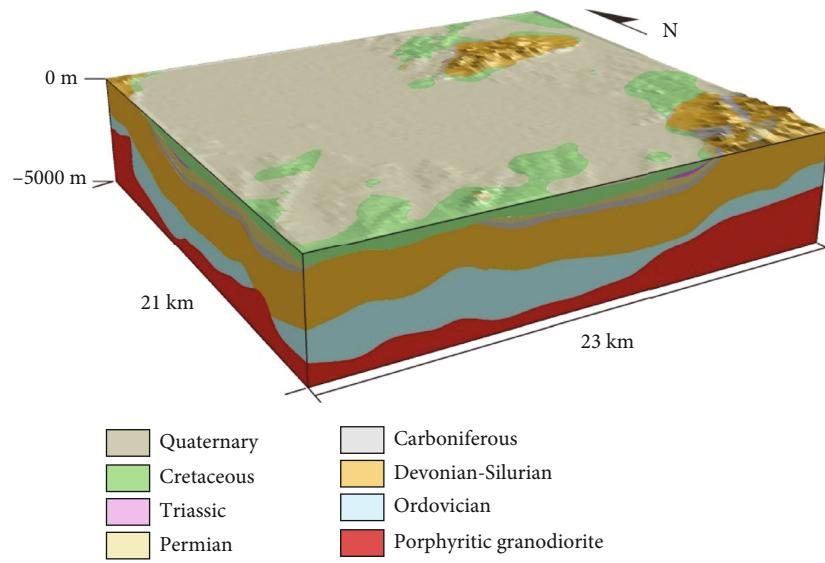 N
0 m
–5000 m
21 km
23 km
Quaternary
Cretaceous
Triassic
Permian
Carboniferous
Devonian-Silurian
Ordovician
Porphyritic granodiorite